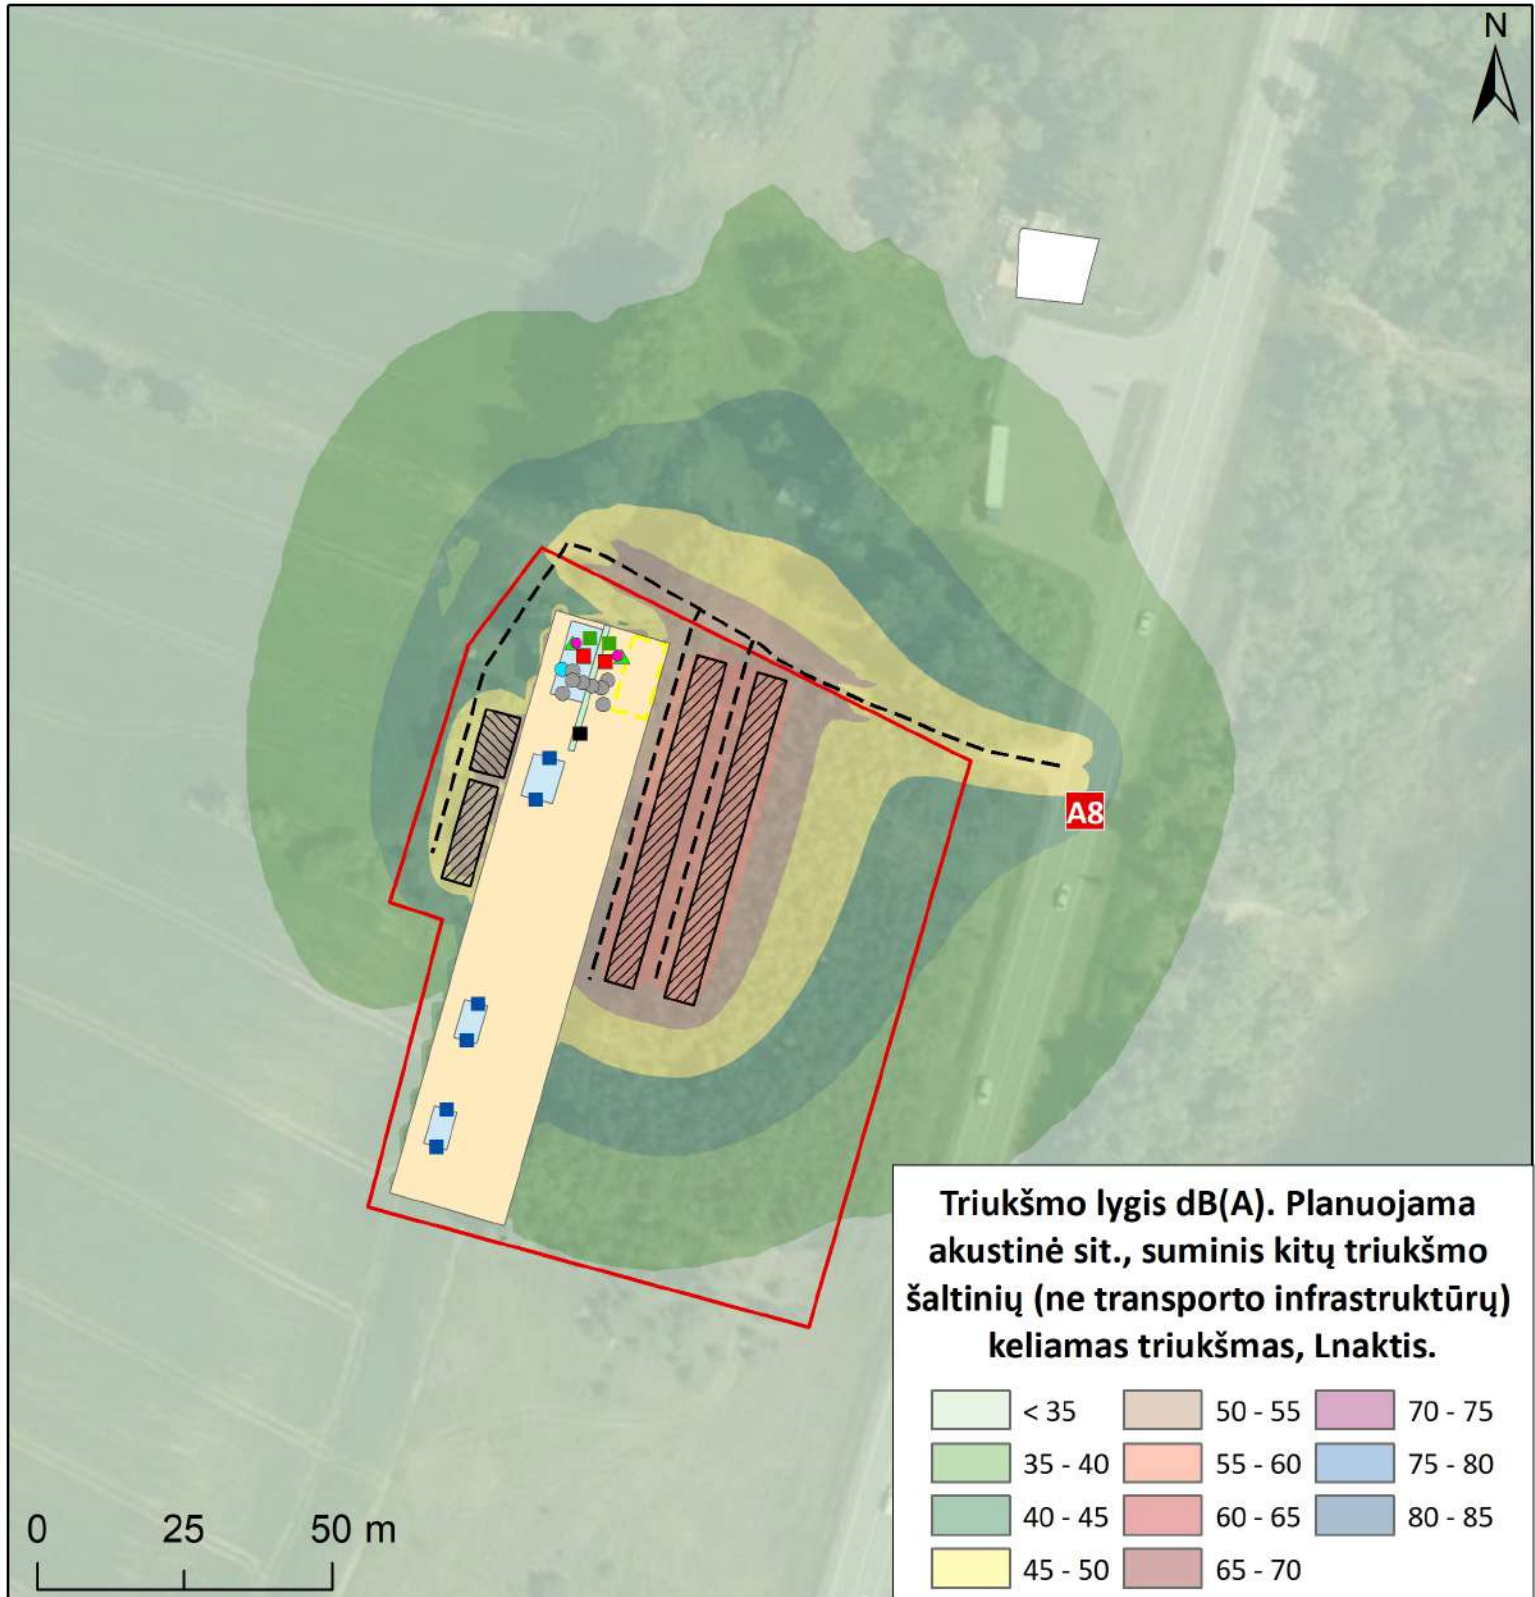 N
A8
Triukšmo lygis dB(A). Planuojama
akustinė sit., suminis kitų triukšmo
šaltinių (ne transporto infrastruktūrų)
keliamas triukšmas, Lnaktis.
< 35
50 - 55
70 - 75
35 - 40
55 - 60
75 - 80
40 - 45
60 - 65
80 - 85
45 - 50
65 - 70
0 25 50 m